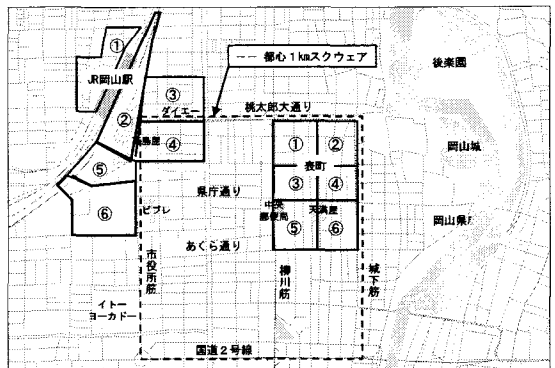 --- 都心1kmスクウェア
①
JR岡山駅
後楽園
③
ダイエー
桃太郎大通り
②
④
①
②
岡山城
表町
⑤
県庁通り
③
④
中央
郵便局
天満屋
⑥
ビブレ
岡山県庁
あくら通り
⑤
⑥
市役所筋
柳川筋
城下筋
イトー
ヨーカドー
国道2号線